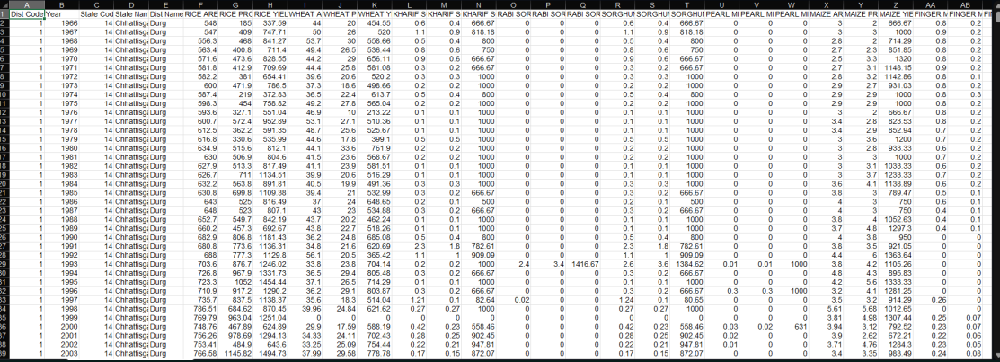 A B C D E F G H I J K L M N O P Q R S T U V W X Y Z AA AB
Dist Code Year State Cod State Nam Dist Name RICE ARE RICE PRO RICE YIEL WHEAT A WHEAT P WHEAT Y KHARIF S KHARIF S KHARIF S RABI SOR RABI SOR RABI SOR SORGHU SORGHU SORGHU PEARL MI PEARL MI PEARL MI MAIZE AR MAIZE PR MAIZE YIE FINGER M FINGER M FI
1 1966 14 Chhattisga Durg 548 185 337.59 44 20 454.55 0.6 0.4 666.67 0 0 0 0.6 0.4 666.67 0 0 0 3 2 666.67 0.8 0.2
1 1967 14 Chhattisga Durg 547 409 747.71 50 26 520 1.1 0.9 818.18 0 0 0 1.1 0.9 818.18 0 0 0 3 3 1000 0.9 0.2
1 1968 14 Chhattisga Durg 556.3 468 841.27 53.7 30 558.66 0.5 0.4 800 0 0 0 0.5 0.4 800 0 0 0 2.8 2 714.29 0.8 0.2
1 1969 14 Chhattisga Durg 563.4 400.8 711.4 49.4 26.5 536.44 0.8 0.6 750 0 0 0 0.8 0.6 750 0 0 0 2.7 2.3 851.85 0.8 0.2
1 1970 14 Chhattisga Durg 571.6 473.6 828.55 44.2 29 656.11 0.9 0.6 666.67 0 0 0 0.9 0.6 666.67 0 0 0 2.5 3.3 1320 0.8 0.2
1 1971 14 Chhattisga Durg 581.8 412.9 709.69 44.4 25.8 581.08 0.3 0.2 666.67 0 0 0 0.3 0.2 666.67 0 0 0 2.7 3.1 1148.15 0.9 0.2
1 1972 14 Chhattisga Durg 582.2 381 654.41 39.6 20.6 520.2 0.3 0.3 1000 0 0 0 0.3 0.3 1000 0 0 0 2.8 3.2 1142.86 0.8 0.1
1 1973 14 Chhattisga Durg 600 471.9 786.5 37.3 18.6 498.66 0.2 0.2 1000 0 0 0 0.2 0.2 1000 0 0 0 2.9 2.7 931.03 0.8 0.2
1 1974 14 Chhattisga Durg 587.4 219 372.83 36.5 22.4 613.7 0.5 0.4 800 0 0 0 0.5 0.4 800 0 0 0 2.9 2.9 1000 0.8 0.3
1 1975 14 Chhattisga Durg 598.3 454 758.82 49.2 27.8 565.04 0.2 0.2 1000 0 0 0 0.2 0.2 1000 0 0 0 2.9 2.9 1000 0.8 0.2
1 1976 14 Chhattisga Durg 593.6 327.1 551.04 46.9 10 213.22 0.1 0.1 1000 0 0 0 0.1 0.1 1000 0 0 0 3 2 666.67 0.8 0.2
1 1977 14 Chhattisga Durg 600.7 572.4 952.89 53.1 27.1 510.36 0.1 0.1 1000 0 0 0 0.1 0.1 1000 0 0 0 3.4 2.8 823.53 0.8 0.2
1 1978 14 Chhattisga Durg 612.5 362.2 591.35 48.7 25.6 525.67 0.1 0.1 1000 0 0 0 0.1 0.1 1000 0 0 0 3.4 2.9 852.94 0.7 0.2
1 1979 14 Chhattisga Durg 616.8 330.6 535.99 44.6 17.8 399.1 0.5 0.5 1000 0 0 0 0.5 0.5 1000 0 0 0 3 3.6 1200 0.7 0.2
1 1980 14 Chhattisga Durg 634.9 515.6 812.1 44.1 33.6 761.9 0.2 0.2 1000 0 0 0 0.2 0.2 1000 0 0 0 3 2.8 933.33 0.6 0.2
1 1981 14 Chhattisga Durg 630 506.9 804.6 41.5 23.6 568.67 0.2 0.2 1000 0 0 0 0.2 0.2 1000 0 0 0 3 3 1000 0.7 0.2
1 1982 14 Chhattisga Durg 627.9 513.3 817.49 41.1 23.9 581.51 0.1 0.1 1000 0 0 0 0.1 0.1 1000 0 0 0 3 3.1 1033.33 0.6 0.2
1 1983 14 Chhattisga Durg 626.7 711 1134.51 39.9 20.6 516.29 0.1 0.1 1000 0 0 0 0.1 0.1 1000 0 0 0 3 3.7 1233.33 0.7 0.2
1 1984 14 Chhattisga Durg 632.2 563.8 891.81 40.5 19.9 491.36 0.3 0.3 1000 0 0 0 0.3 0.3 1000 0 0 0 3.6 4.1 1138.89 0.6 0.2
1 1985 14 Chhattisga Durg 630.8 699.8 1109.38 39.4 21 532.99 0.3 0.2 666.67 0 0 0 0.3 0.2 666.67 0 0 0 3.8 3 789.47 0.5 0.1
1 1986 14 Chhattisga Durg 643 525 816.49 37 24 648.65 0.2 0.1 500 0 0 0 0.2 0.1 500 0 0 0 4 3 750 0.6 0.1
1 1987 14 Chhattisga Durg 648 523 807.1 43 23 534.88 0.3 0.2 666.67 0 0 0 0.3 0.2 666.67 0 0 0 4 3 750 0.4 0.1
1 1988 14 Chhattisga Durg 652.7 549.7 842.19 43.7 20.2 462.24 0.1 0.1 1000 0 0 0 0.1 0.1 1000 0 0 0 3.8 4 1052.63 0.4 0.1
1 1989 14 Chhattisga Durg 660.2 457.3 692.67 43.8 22.7 518.26 0.1 0.1 1000 0 0 0 0.1 0.1 1000 0 0 0 3.7 4.8 1297.3 0.4 0.1
1 1990 14 Chhattisga Durg 682.9 806.8 1181.43 36.2 24.8 685.08 0.5 0.4 800 0 0 0 0.5 0.4 800 0 0 0 4 3.8 950 0 0
1 1991 14 Chhattisga Durg 680.8 773.6 1136.31 34.8 21.6 620.69 2.3 1.8 782.61 0 0 0 2.3 1.8 782.61 0 0 0 3.8 3.5 921.05 0 0
1 1992 14 Chhattisga Durg 688 777.3 1129.8 56.1 20.5 365.42 1.1 1 909.09 0 0 0 1.1 1 909.09 0 0 0 4.4 6 1363.64 0 0
1 1993 14 Chhattisga Durg 703.6 876.7 1246.02 33.8 23.8 704.14 0.2 0.2 1000 2.4 3.4 1416.67 2.6 3.6 1384.62 0.01 0.01 1000 3.8 4.2 1105.26 0 0
1 1994 14 Chhattisga Durg 726.8 967.9 1331.73 36.5 29.4 805.48 0.3 0.2 666.67 0 0 0 0.3 0.2 666.67 0 0 0 4.8 4.3 895.83 0 0
1 1995 14 Chhattisga Durg 723.3 1052 1454.44 37.1 26.5 714.29 0.1 0.1 1000 0 0 0 0.1 0.1 1000 0 0 0 4.2 5.6 1333.33 0 0
1 1996 14 Chhattisga Durg 710.9 917.2 1290.2 36.2 29.1 803.87 0.3 0.2 666.67 0 0 0 0.3 0.2 666.67 0.3 0.3 1000 3.2 4.1 1281.25 0 0
1 1997 14 Chhattisga Durg 735.7 837.5 1138.37 35.6 18.3 514.04 1.21 0.1 82.64 0.02 0 0 1.24 0.1 80.65 0 0 0 3.5 3.2 914.29 0.26 0
1 1998 14 Chhattisga Durg 786.51 684.62 870.45 39.96 24.84 621.62 0.27 0.27 1000 0 0 0 0.27 0.27 1000 0 0 0 5.61 5.68 1012.65 0 0
1 1999 14 Chhattisga Durg 769.79 963.04 1251.04 0 0 0 0 0 0 0 0 0 0 0 0 0 0 0 3.81 4.98 1307.44 0.25 0.07
1 2000 14 Chhattisga Durg 748.76 467.89 624.89 29.9 17.59 588.19 0.42 0.23 558.46 0 0 0 0.42 0.23 558.46 0.03 0.02 631 3.94 3.12 792.52 0.23 0.07
1 2001 14 Chhattisga Durg 756.26 978.69 1294.13 34.33 24.11 702.43 0.28 0.25 902.45 0 0 0 0.28 0.25 902.45 0.02 0 0 3.9 2.62 672.21 0.22 0.06
1 2002 14 Chhattisga Durg 753.41 484.9 643.6 33.25 25.09 754.44 0.22 0.21 947.81 0 0 0 0.22 0.21 947.81 0.01 0 0 3.71 4.76 1284.3 0.23 0.05
1 2003 14 Chhattisga Durg 766.58 1145.82 1494.73 37.99 29.58 778.78 0.17 0.15 872.07 0 0 0 0.17 0.15 872.07 0 0 0 3.4 3.35 983.49 0.24 0.08